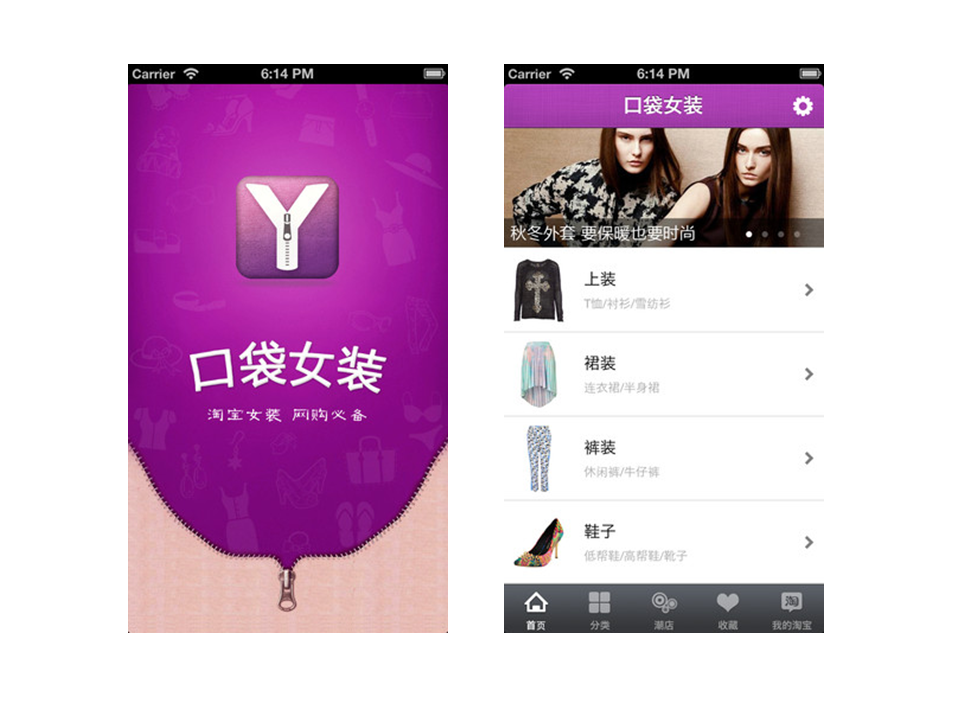 Carrier 6:14 PM
口袋女装
淘宝女装 网购必备
Carrier 6:14 PM
口袋女装
秋冬外套 要保暖也要时尚
上装
T恤/衬衫/雪纺衫
裙装
连衣裙/半身裙
裤装
休闲裤/牛仔裤
鞋子
低帮鞋/高帮鞋/靴子
淘
首页 分类 潮店 收藏 我的淘宝